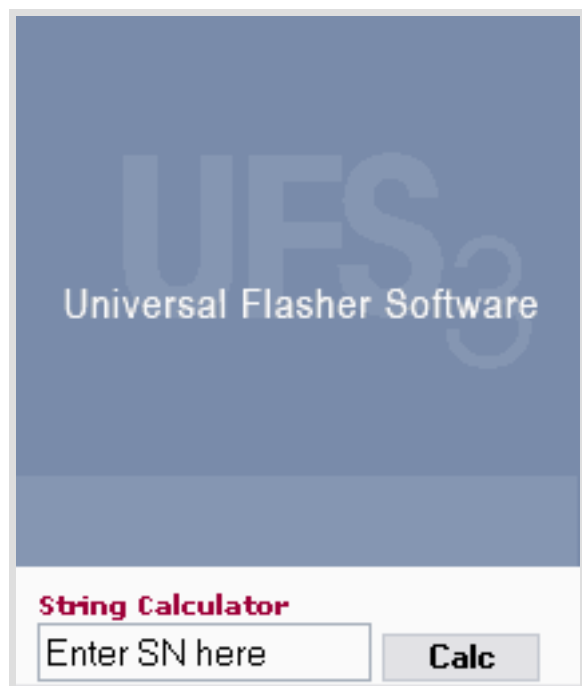 UFS3
Universal Flasher Software
String Calculator
Enter SN here
Calc